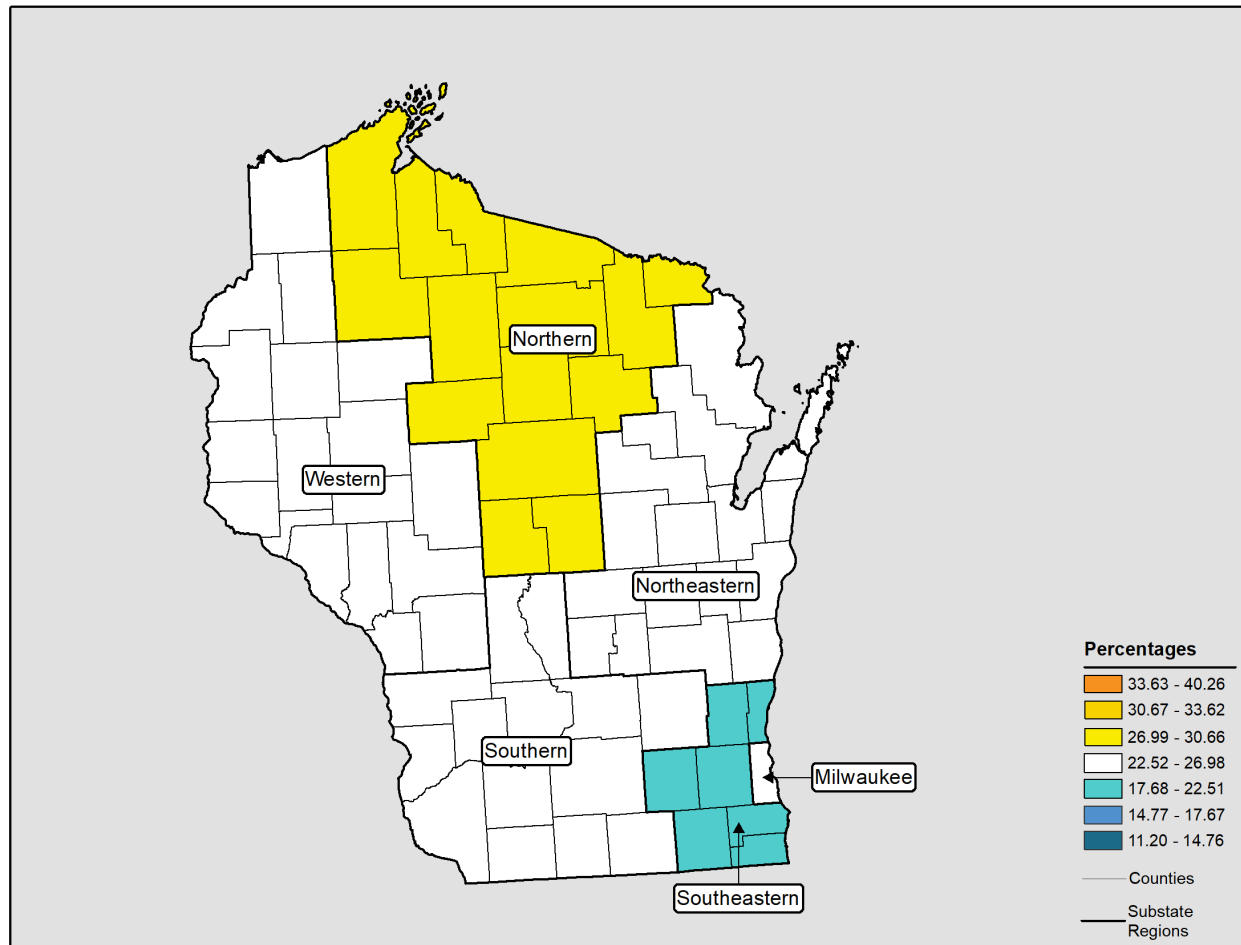 Northern
Western
Northeastern
Southern
Milwaukee
Southeastern
Percentages
33.63 - 40.26
30.67 - 33.62
26.99 - 30.66
22.52 - 26.98
17.68 - 22.51
14.77 - 17.67
11.20 - 14.76
Counties
Substate
Regions